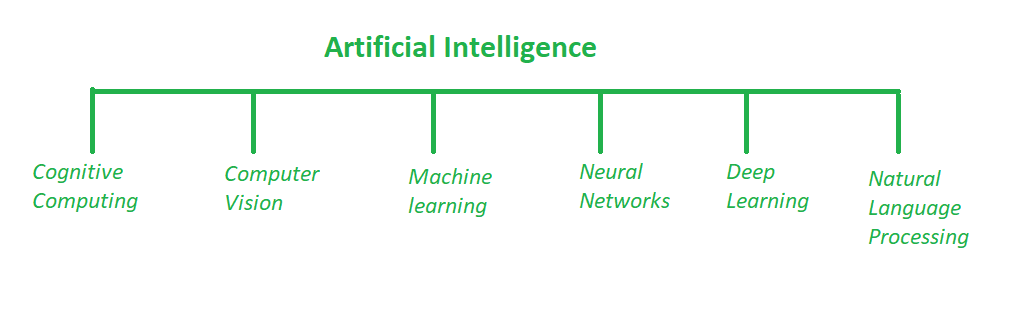 Artificial Intelligence
Cognitive
Computing
Computer
Vision
Machine
learning
Neural
Networks
Deep
Learning
Natural
Language
Processing